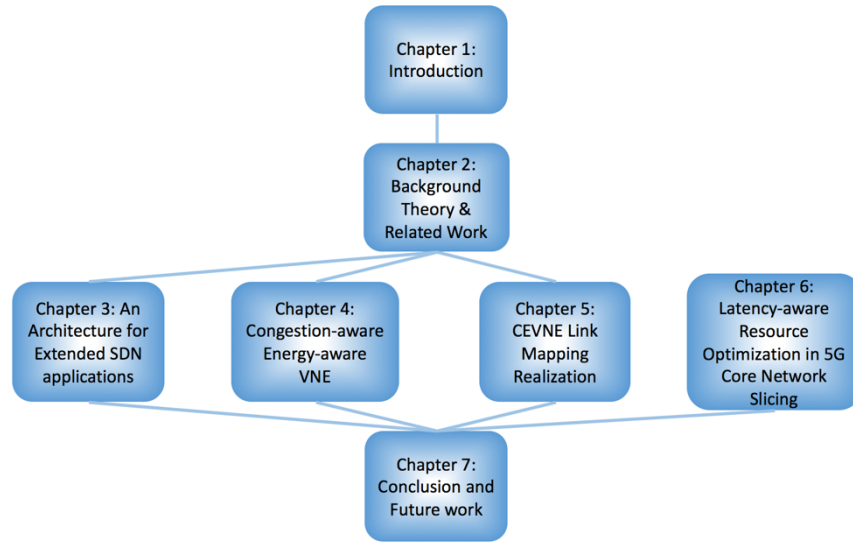 Chapter 1:
Introduction
Chapter 2:
Background
Theory &
Related Work
Chapter 3: An
Architecture for
Extended SDN
applications
Chapter 4:
Congestion-aware
Energy-aware
VNE
Chapter 5:
CEVNE Link
Mapping
Realization
Chapter 6:
Latency-aware
Resource
Optimization in 5G
Core Network
Slicing
Chapter 7:
Conclusion and
Future work